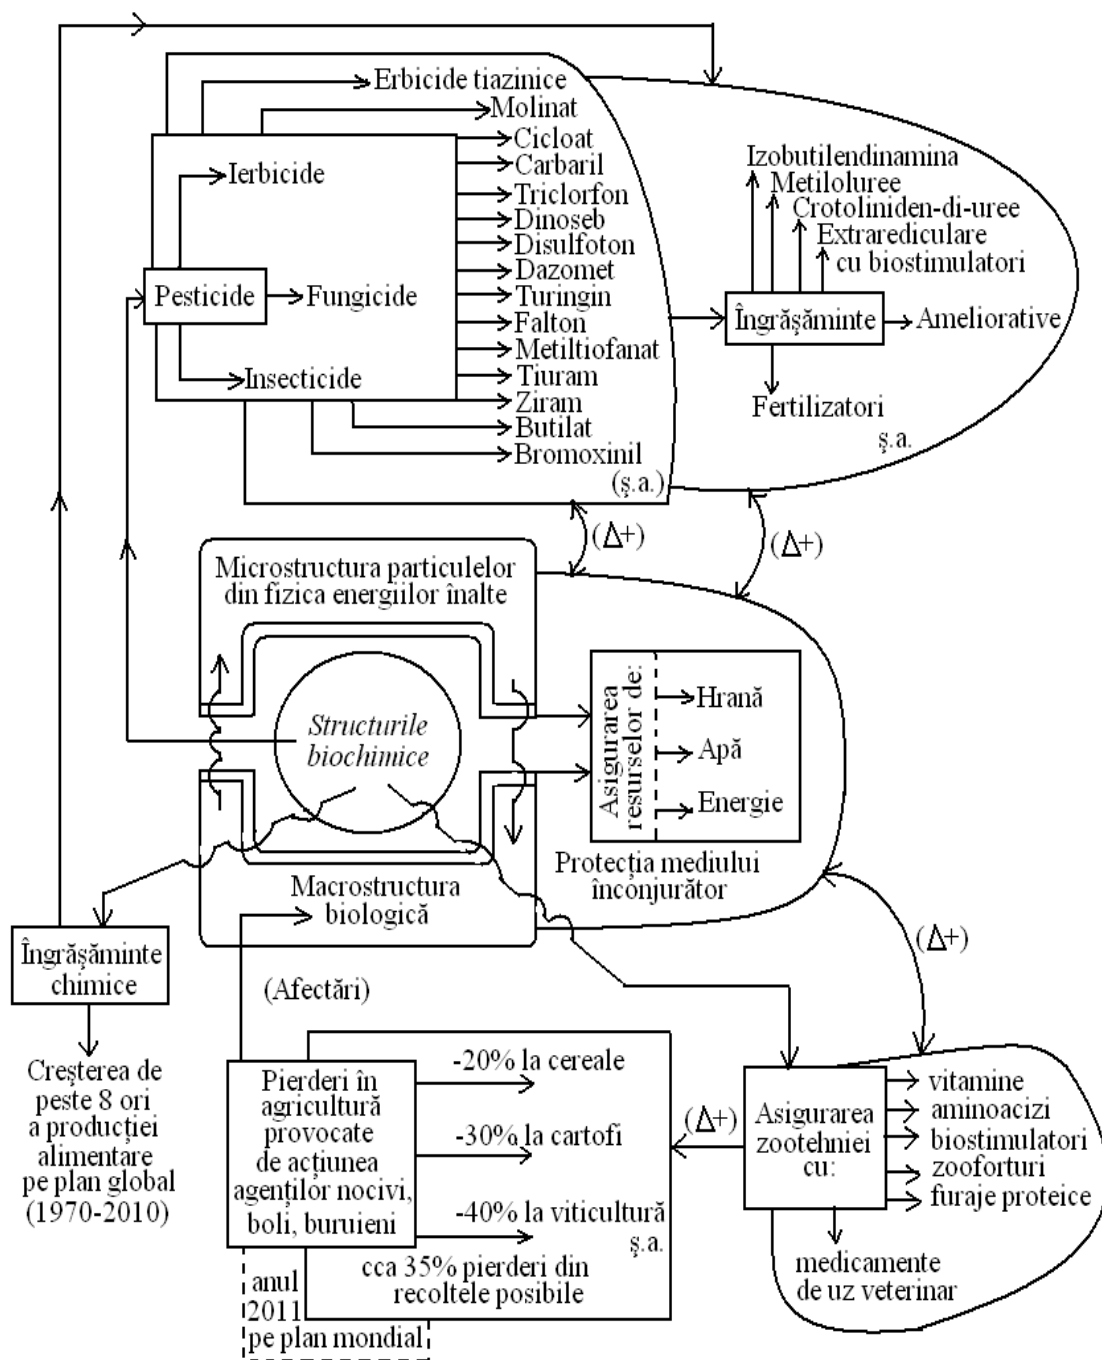 Erbicide tiazinice
Molinat
Cicloat
Carbaril
Triclorfon
Dinoseb
Disulfoton
Dazomet
Turingin
Falton
Metiltiofanat
Tiuram
Ziram
Butilat
Bromoxinil
(ş.a.)
Ierbicide
Pesticide
Fungicide
Insecticide
Izobutilendinamina
Metiloluree
Crotoliniden-di-uree
Extrarediculare
cu biostimulatori
Îngrăşăminte
Ameliorative
Fertilizatori
ş.a.
(Δ+)
(Δ+)
Microstructura particulelor
din fizica energiilor înalte
Structurile
biochimice
Macrostructura
biologică
Asigurarea
resurselor de:
Hrană
Apă
Energie
Protecția mediului
înconjurător
(Δ+)
Îngrăşăminte
chimice
Creşterea de
peste 8 ori
a producției
alimentare
pe plan global
(1970-2010)
(Afectări)
Pierderi în
agricultură
provocate
de acțiunea
agenților nocivi,
boli, buruieni
-20% la cereale
-30% la cartofi
-40% la viticultură
ş.a.
cca 35% pierderi din
recoltele posibile
anul
2011
pe plan mondial
(Δ+)
Asigurarea
zootehniei
cu:
vitamine
aminoacizi
biostimulatori
zooforturi
furaje proteice
medicamente
de uz veterinar